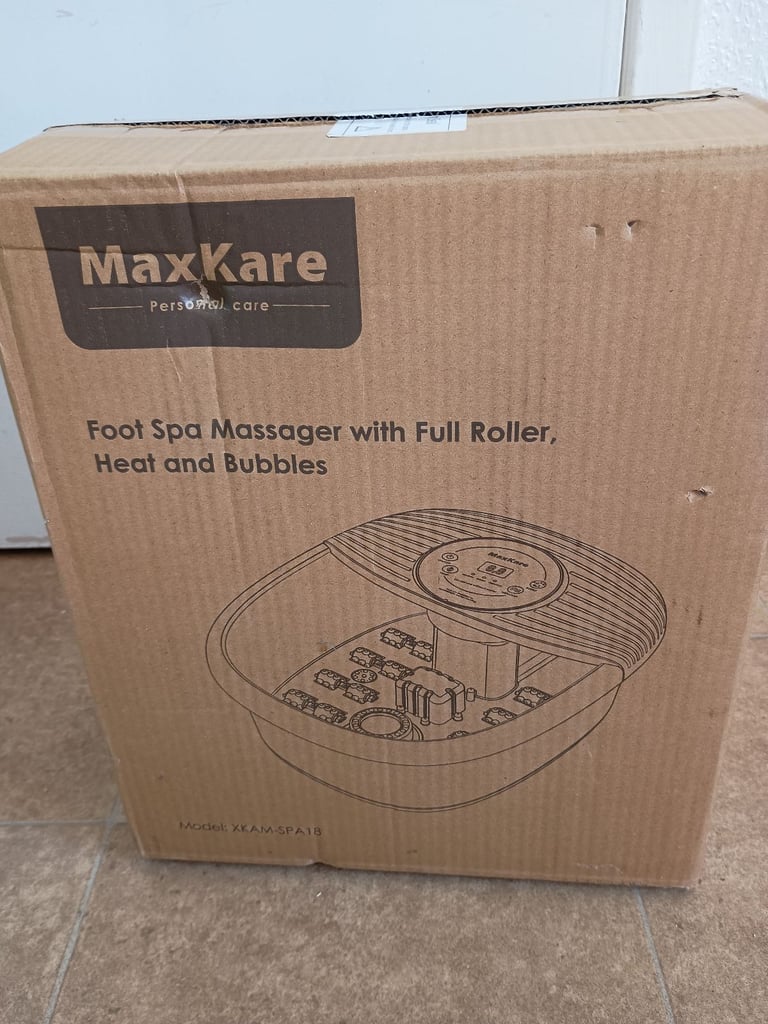 MaxKare
Personal care
Foot Spa Massager with Full Roller,
Heat and Bubbles
MaxKare
Model: XKAM-SPA18